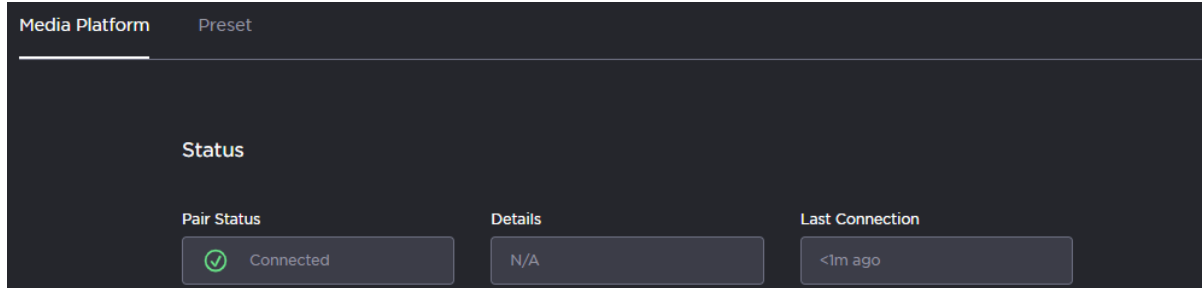 Media Platform Preset
Status
Pair Status Details Last Connection
Connected N/A <1m ago